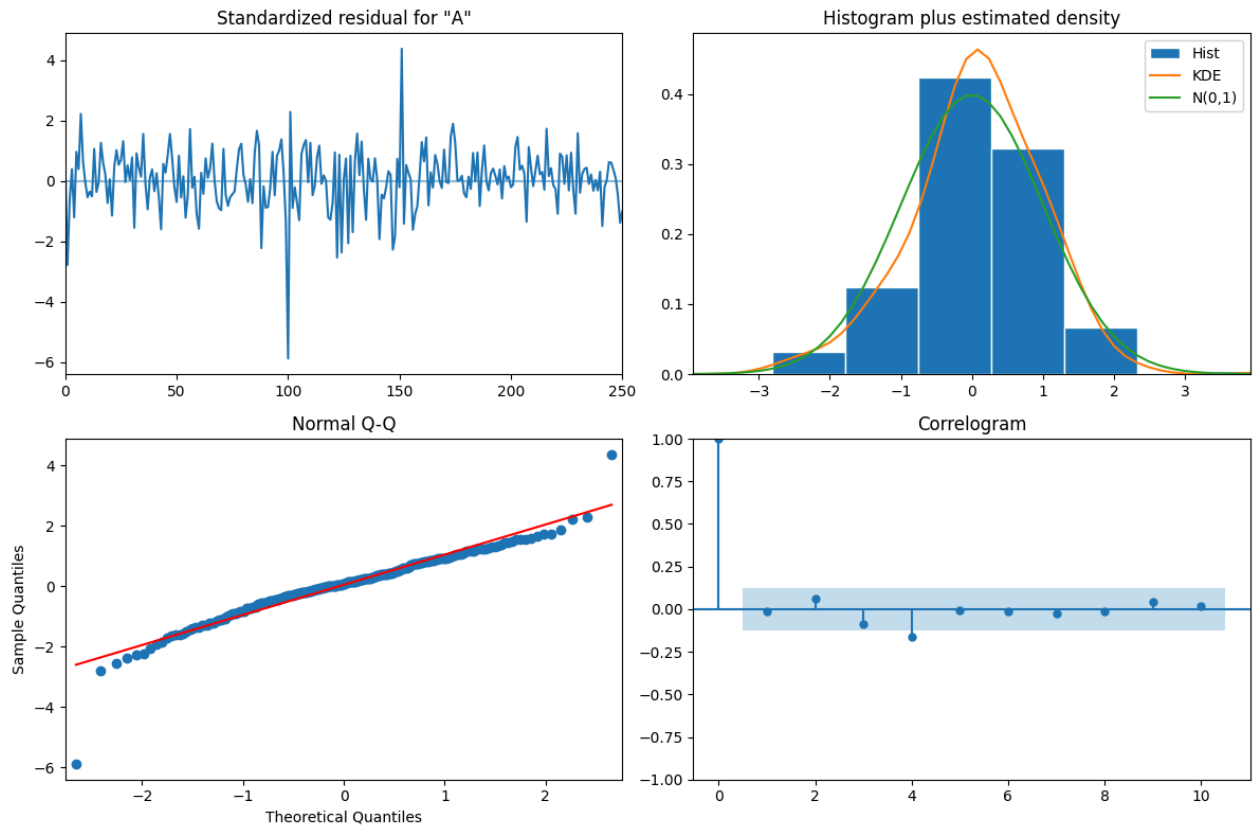 Standardized residual for "A"
4
2
0
−2
−4
−6
0 50 100 150 200 250
Histogram plus estimated density
Hist
KDE
N(0,1)
0.4
0.3
0.2
0.1
0.0
−3 −2 −1 0 1 2 3
Normal Q-Q
Sample Quantiles
4
2
0
−2
−4
−6
−2 −1 0 1 2
Theoretical Quantiles
Correlogram
1.00
0.75
0.50
0.25
0.00
−0.25
−0.50
−0.75
−1.00
0 2 4 6 8 10